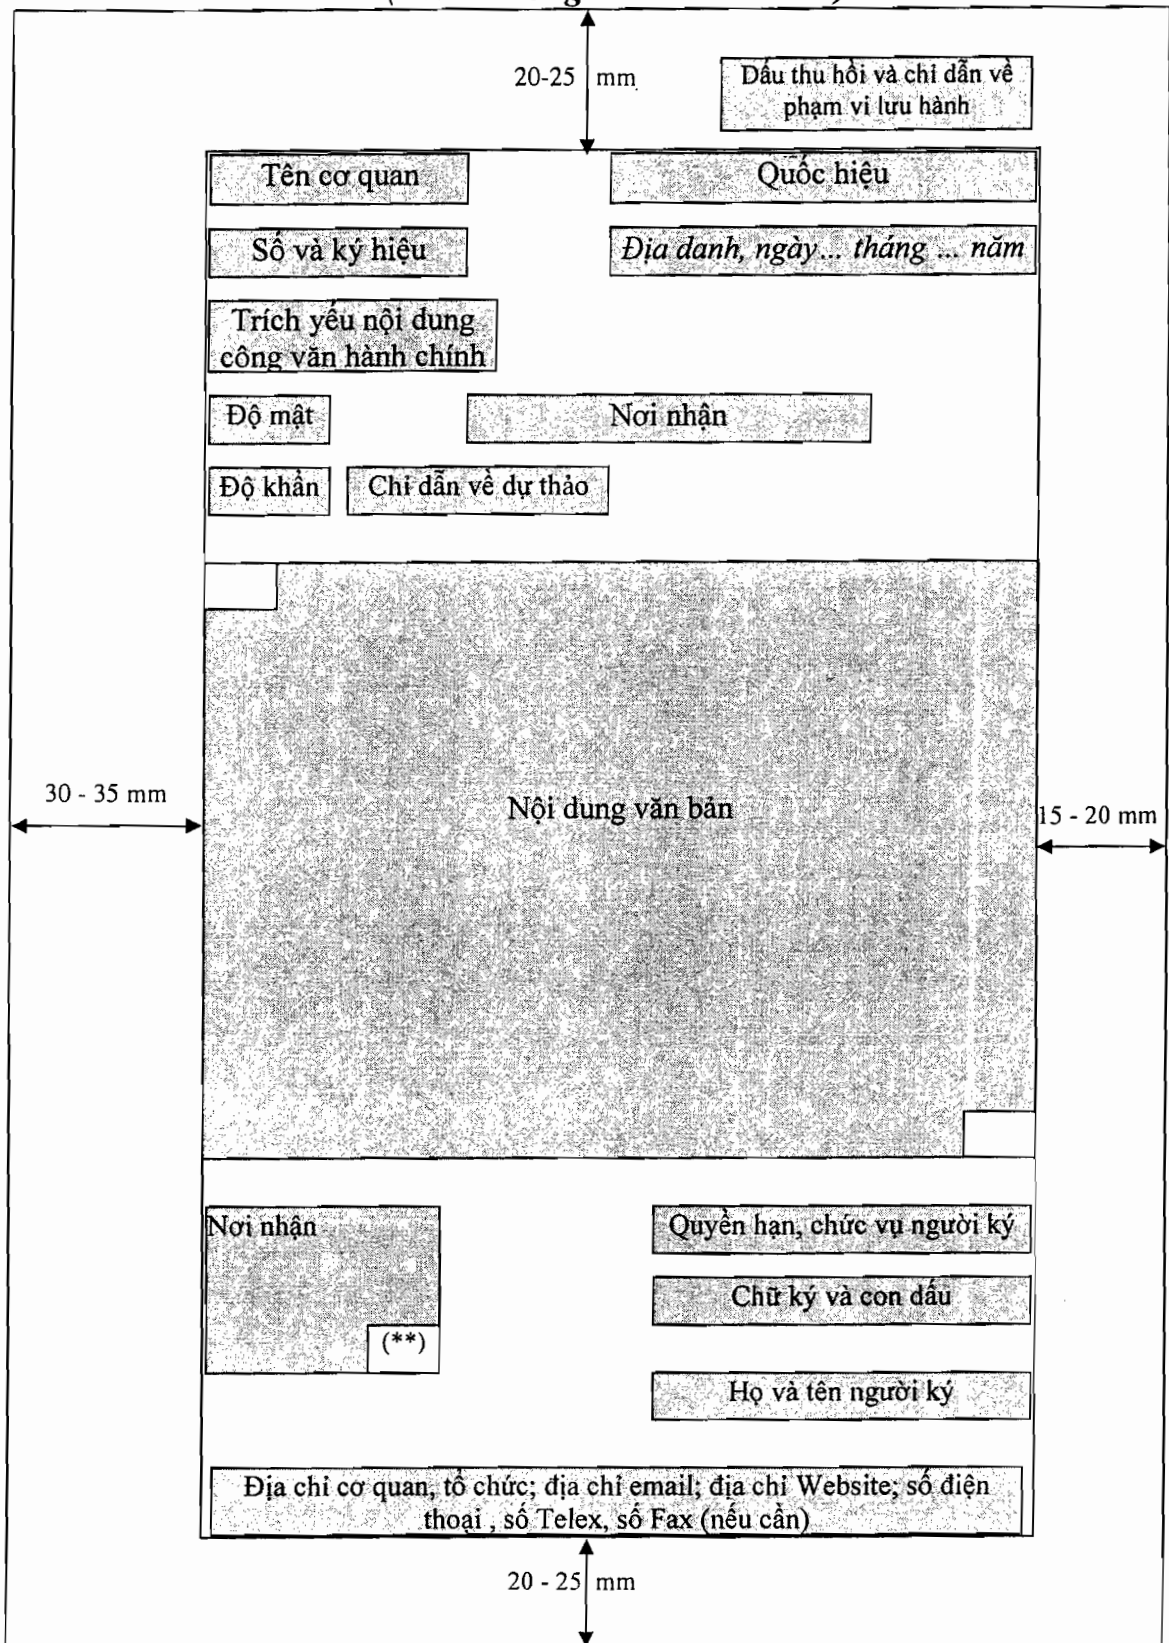 20-25 mm
Dấu thu hồi và chỉ dẫn về
phạm vi lưu hành
Tên cơ quan
Quốc hiệu
Số và ký hiệu
Địa danh, ngày... tháng ... năm
Trích yếu nội dung
công văn hành chính
Độ mật
Nơi nhận
Độ khẩn
Chỉ dẫn về dự thảo
30 - 35 mm
Nội dung văn bản
15 - 20 mm
Nơi nhận
Quyền hạn, chức vụ người ký
Chữ ký và con dấu
(**)
Họ và tên người ký
Địa chỉ cơ quan, tổ chức; địa chỉ email; địa chỉ Website; số điện
thoại , số Telex, số Fax (nếu cần)
20 - 25 mm